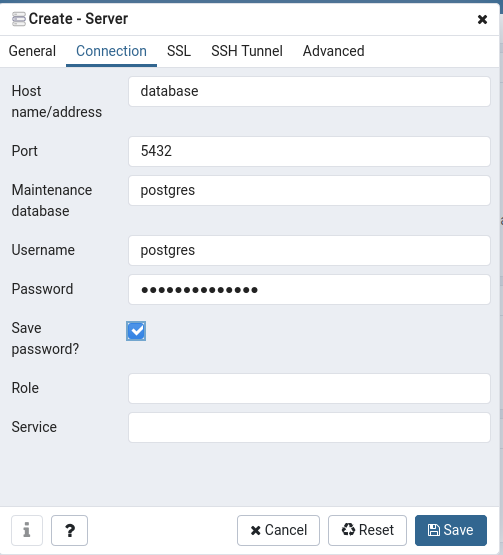 Create - Server
General Connection SSL SSH Tunnel Advanced
Host name/address database
Port 5432
Maintenance database postgres
Username postgres
Password ••••••••••••••
Save password?
Role
Service
i ? Cancel Reset Save